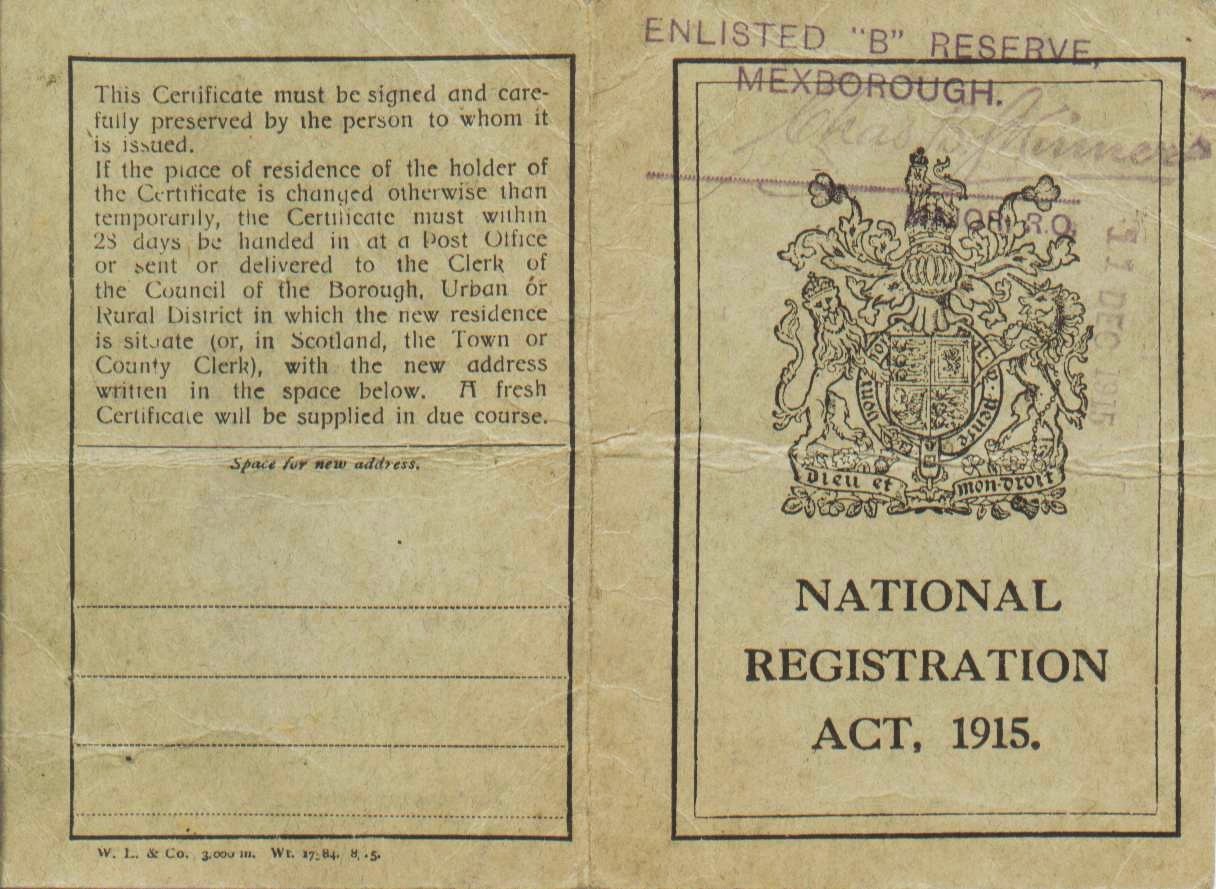 This Certificate must be signed and care-
fully preserved by the person to whom it
is issued.
If the place of residence of the holder of
the Certificate is changed otherwise than
temporarily, the Certificate must within
28 days be handed in at a Post Office
or sent or delivered to the Clerk of
the Council of the Borough, Urban or
Rural District in which the new residence
is situate (or, in Scotland, the Town or
County Clerk), with the new address
written in the space below. A fresh
Certificate will be supplied in due course.
Space for new address.
W. L. & Co. 3,000 m. Wt. 17,84. 8,.5.
ENLISTED "B" RESERVE,
MEXBOROUGH.
MAJOR, R.O.
11 DEC 1915
Dieu et mon droit
NATIONAL
REGISTRATION
ACT, 1915.